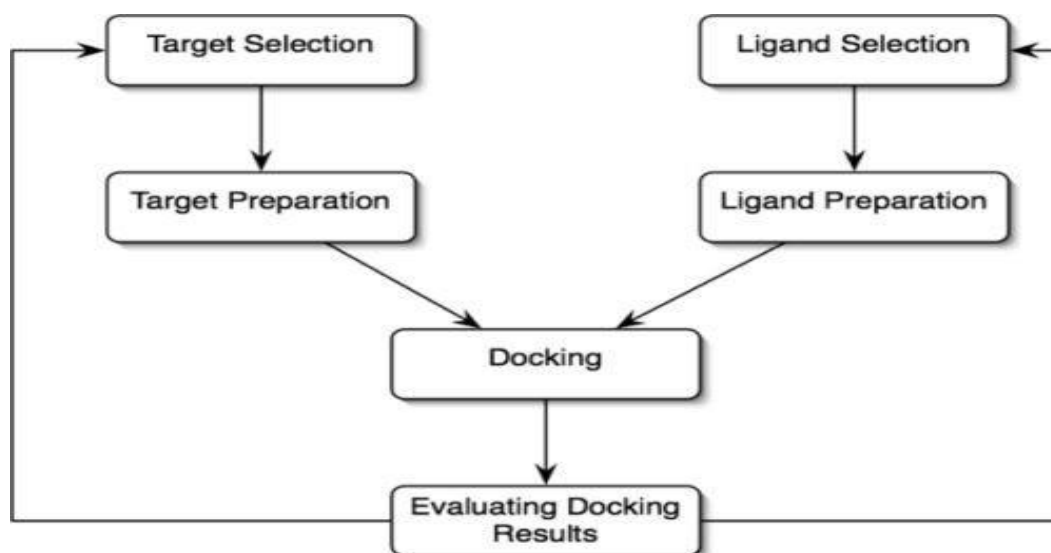 Target Selection
Ligand Selection
Target Preparation
Ligand Preparation
Docking
Evaluating Docking
Results